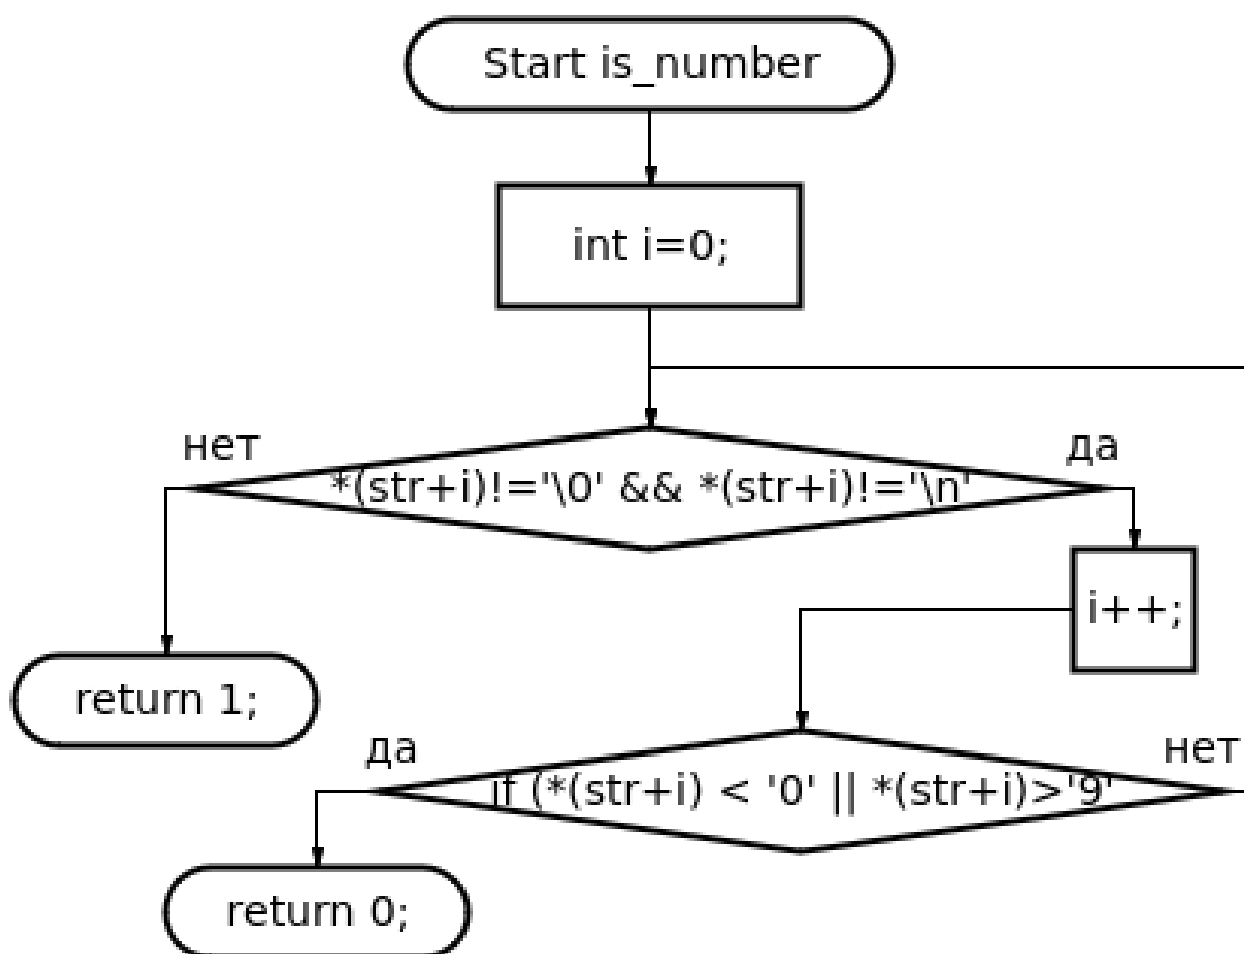 Start is_number
int i=0;
нет
да
*(str+i)!='\0' && *(str+i)!='\n'
i++;
return 1;
да
нет
if (*(str+i) < '0' || *(str+i)>'9'
return 0;